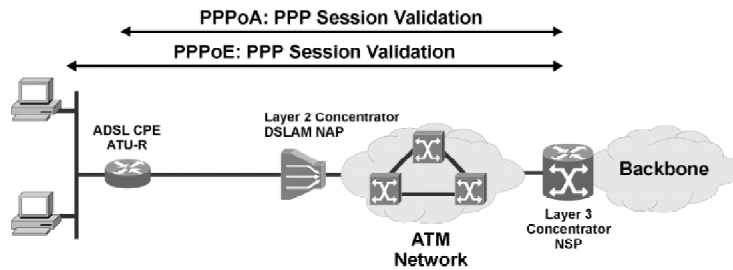 PPPoA: PPP Session Validation
PPPoE: PPP Session Validation
ADSL CPE
ATU-R
Layer 2 Concentrator
DSLAM NAP
ATM
Network
Layer 3
Concentrator
NSP
Backbone